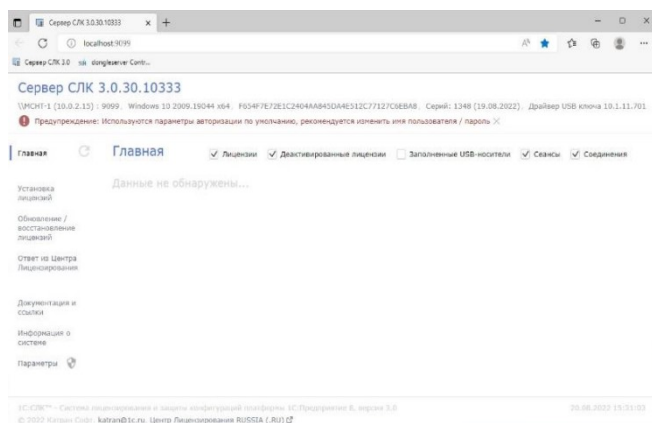 Сервер СЛК 3.0.30.10333
localhost:9099
Сервер СЛК 3.0 dongleserver Contr...
Сервер СЛК 3.0.30.10333
\\МСНТ-1 (10.0.2.15) : 9099. Windows 10 2009.19044 x64. Серий: 1348 (19.08.2022). Драйвер USB ключа 10.1.11.701
Предупреждение: Используются параметры авторизации по умолчанию, рекомендуется изменить имя пользователя / пароль
Главная
Главная
Лицензии Деактивированные лицензии Заполненные USB-носители Сеансы Соединения
Данные не обнаружены...
Установка
лицензий
Обновление /
восстановление
лицензий
Ответ из Центра
Лицензирования
Документация и
ссылки
Информация о
системе
Параметры
1С:СЛК™ - Система лицензирования и защиты конфигураций платформы 1С:Предприятие 8, версия 3.0
20.08.2022 15:31:03
© 2022 Катран Софт. katran@1c.ru. Центр Лицензирования RUSSIA (.RU)